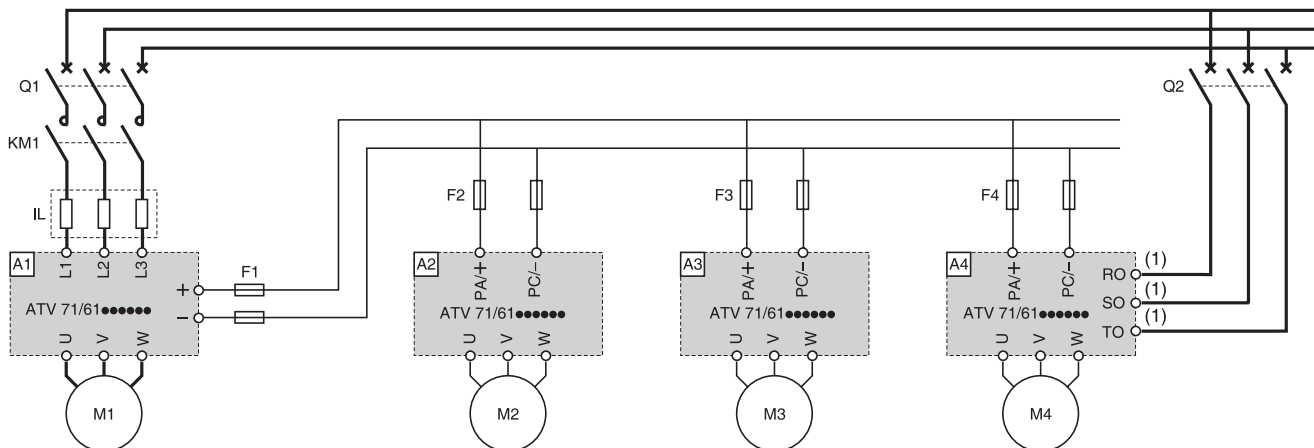 Q1
Q2
KM1
IL
F1
F2
F3
F4
A1
L1 L2 L3
+
ATV 71/61●●●●●●
–
U V W
M1
A2
PA/+ PC/–
ATV 71/61●●●●●●
U V W
M2
A3
PA/+ PC/–
ATV 71/61●●●●●●
U V W
M3
A4
PA/+ PC/–
ATV 71/61●●●●●●
U V W
M4
RO (1)
SO (1)
TO (1)